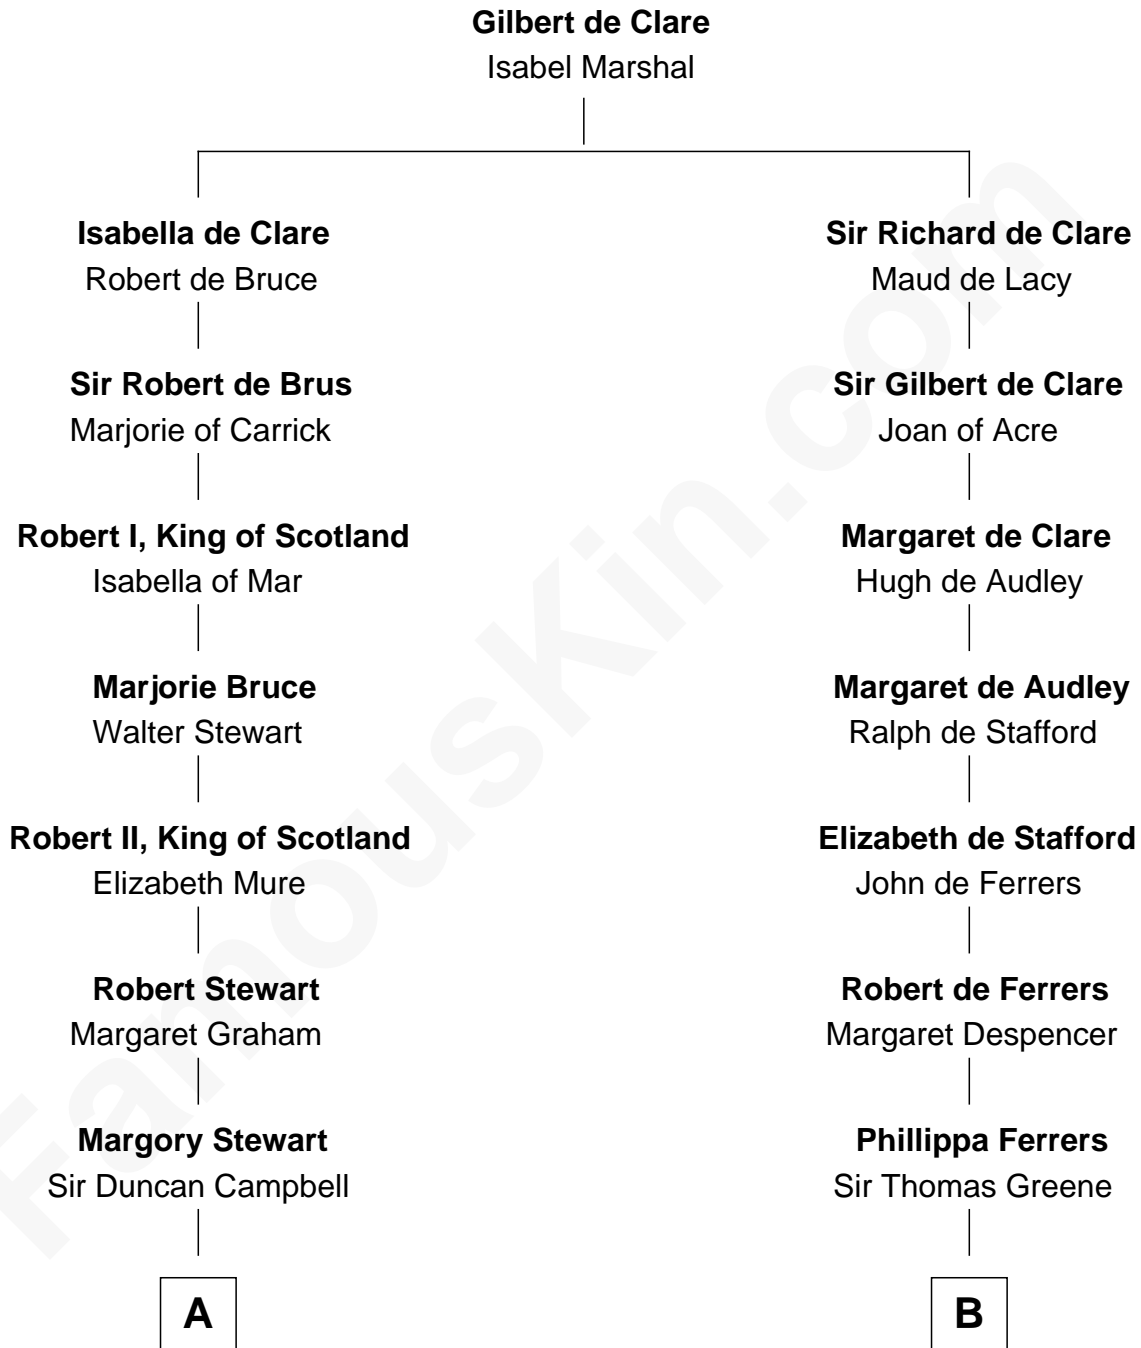 Gilbert de Clare
Isabel Marshal
Isabella de Clare
Robert de Bruce
Sir Robert de Brus
Marjorie of Carrick
Robert I, King of Scotland
Isabella of Mar
Marjorie Bruce
Walter Stewart
Robert II, King of Scotland
Elizabeth Mure
Robert Stewart
Margaret Graham
Margory Stewart
Sir Duncan Campbell
A
Sir Richard de Clare
Maud de Lacy
Sir Gilbert de Clare
Joan of Acre
Margaret de Clare
Hugh de Audley
Margaret de Audley
Ralph de Stafford
Elizabeth de Stafford
John de Ferrers
Robert de Ferrers
Margaret Despencer
Phillippa Ferrers
Sir Thomas Greene
B
FamousKin.com